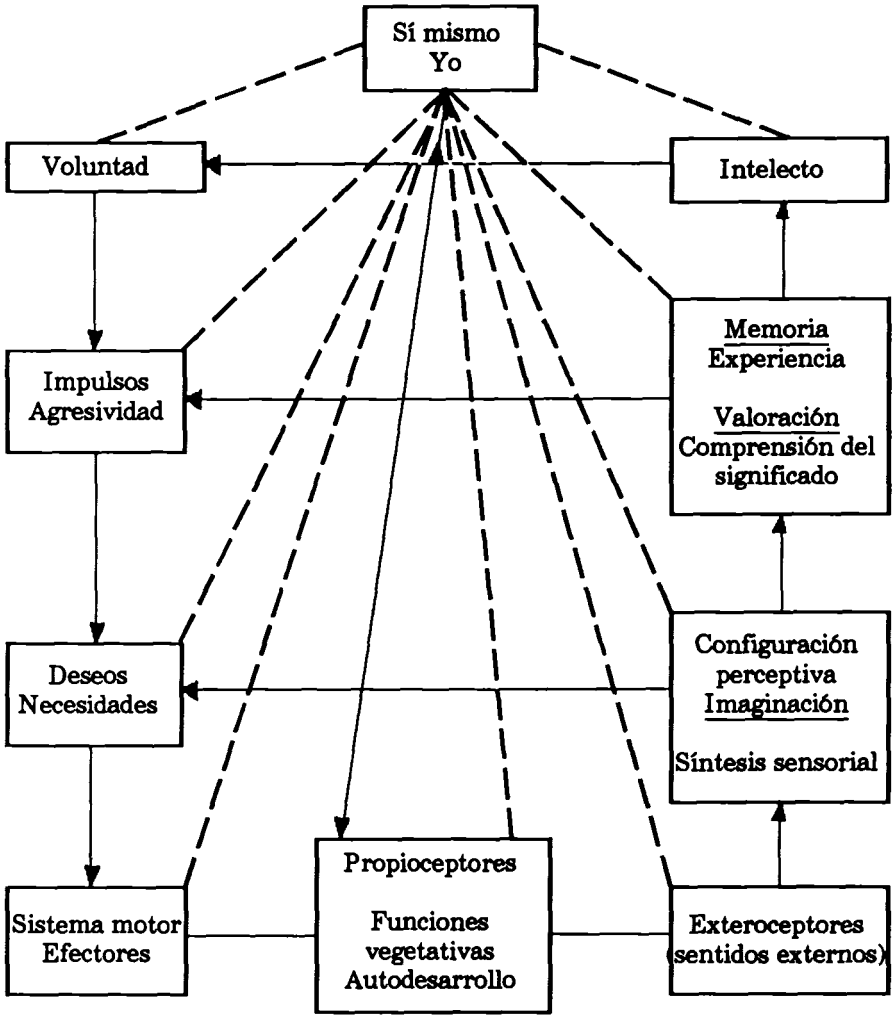 Sí mismo
Yo
Voluntad
Intelecto
Memoria
Experiencia
Valoración
Comprensión del
significado
Impulsos
Agresividad
Configuración
perceptiva
Imaginación
Síntesis sensorial
Deseos
Necesidades
Propioceptores
Funciones
vegetativas
Autodesarrollo
Sistema motor
Efectores
Exteroceptores
(sentidos externos)